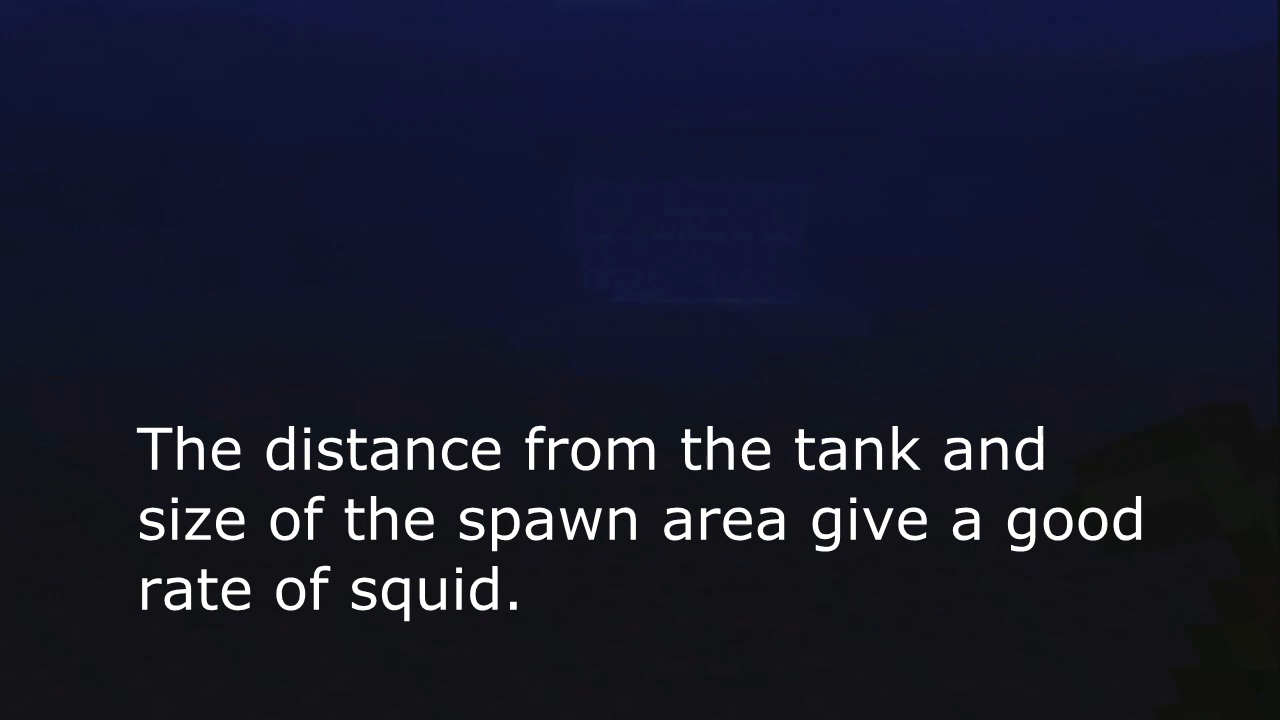 The distance from the tank and
size of the spawn area give a good
rate of squid.